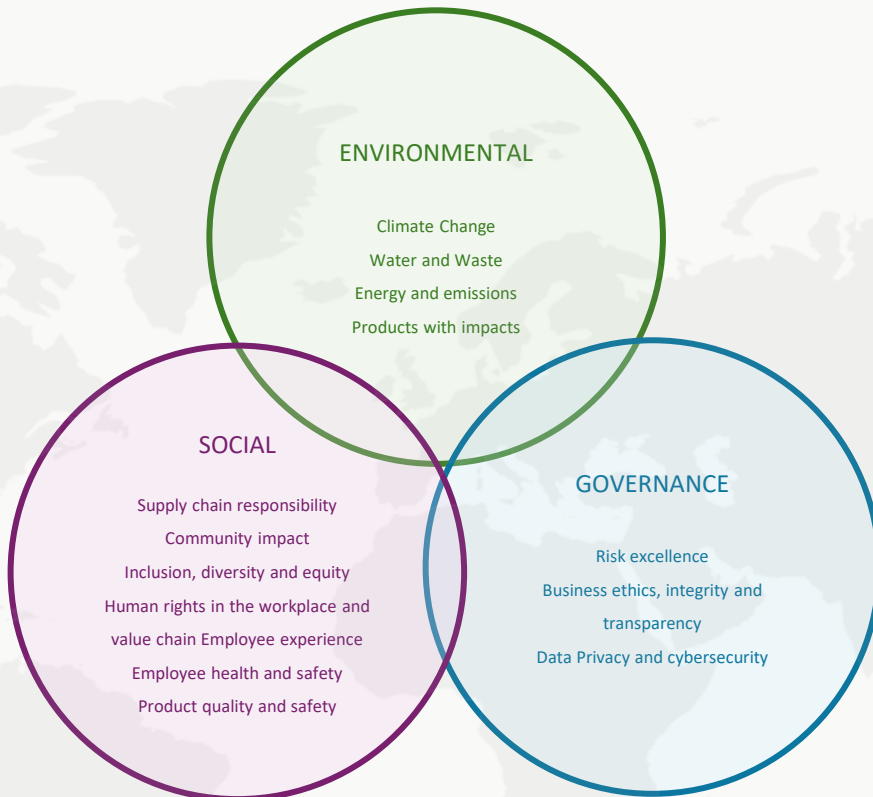 ENVIRONMENTAL
Climate Change
Water and Waste
Energy and emissions
Products with impacts
SOCIAL
Supply chain responsibility
Community impact
Inclusion, diversity and equity
Human rights in the workplace and
value chain Employee experience
Employee health and safety
Product quality and safety
GOVERNANCE
Risk excellence
Business ethics, integrity and
transparency
Data Privacy and cybersecurity